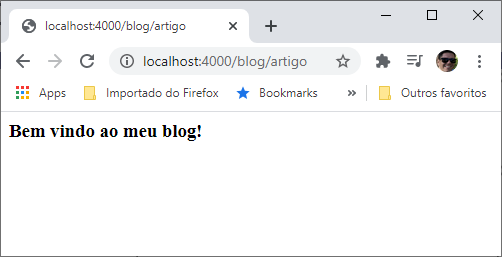 localhost:4000/blog/artigo
localhost:4000/blog/artigo
Apps Importado do Firefox Bookmarks » Outros favoritos
Bem vindo ao meu blog!